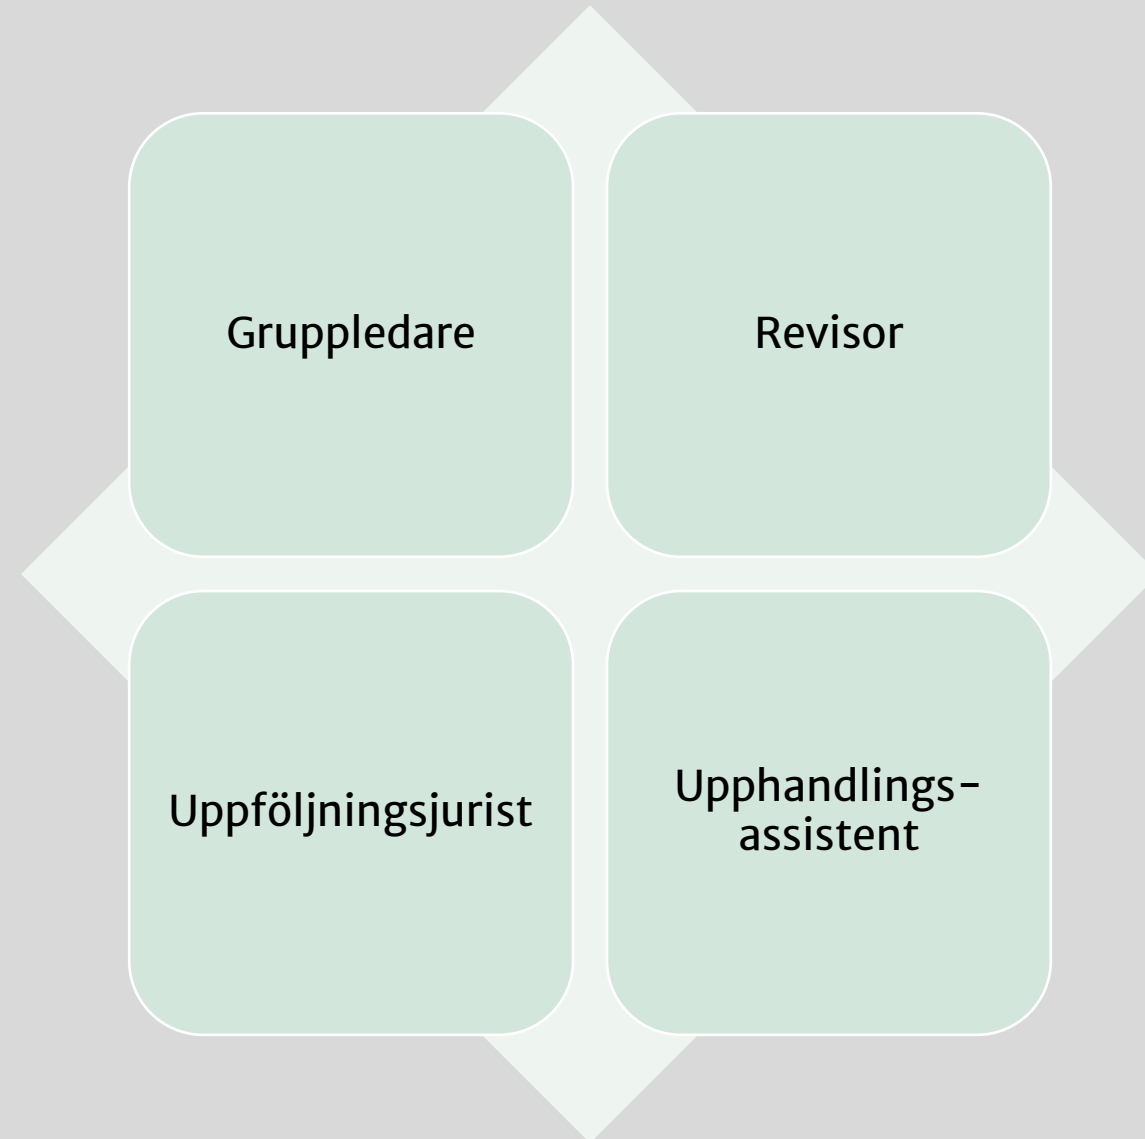 Gruppledare
Revisor
Uppföljningsjurist
Upphandlings-
assistent